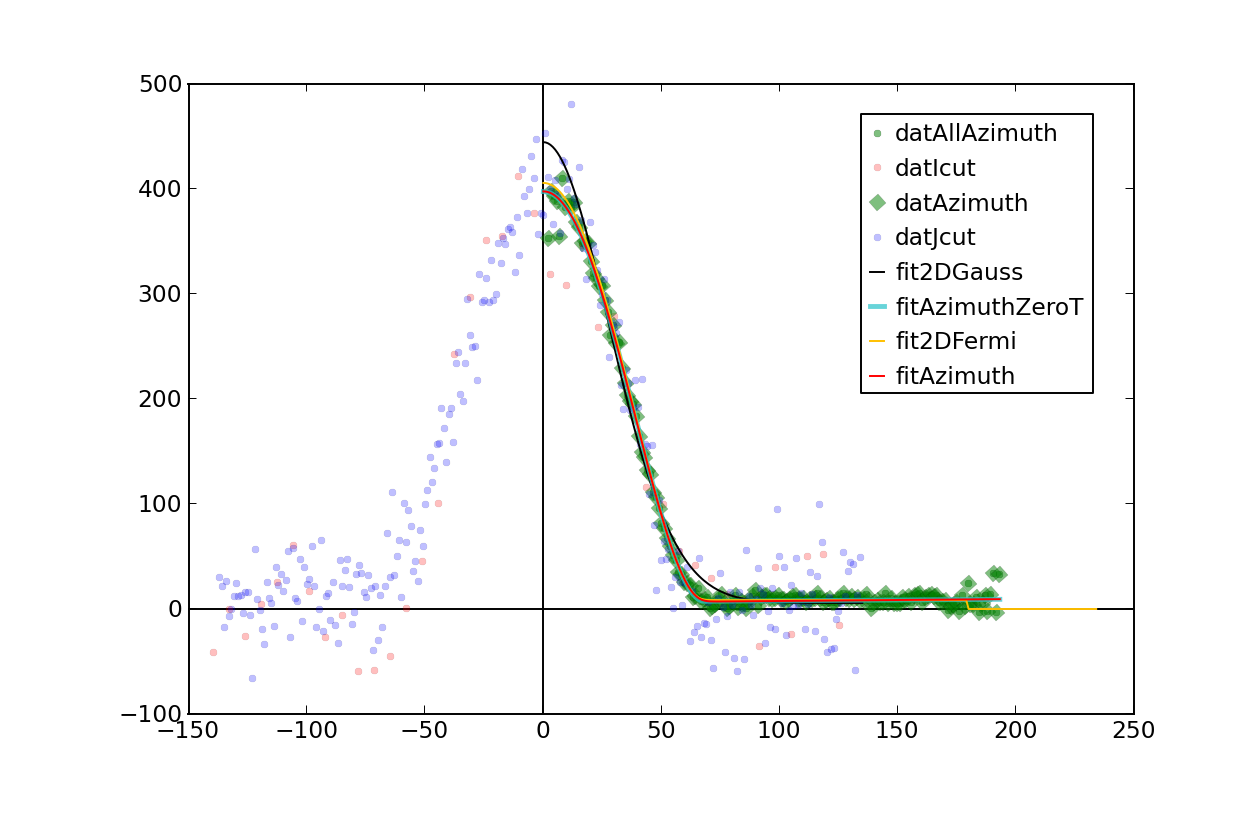 500
400
300
200
100
0
−100
−150 −100 −50 0 50 100 150 200 250
datAllAzimuth
datIcut
datAzimuth
datJcut
fit2DGauss
fitAzimuthZeroT
fit2DFermi
fitAzimuth